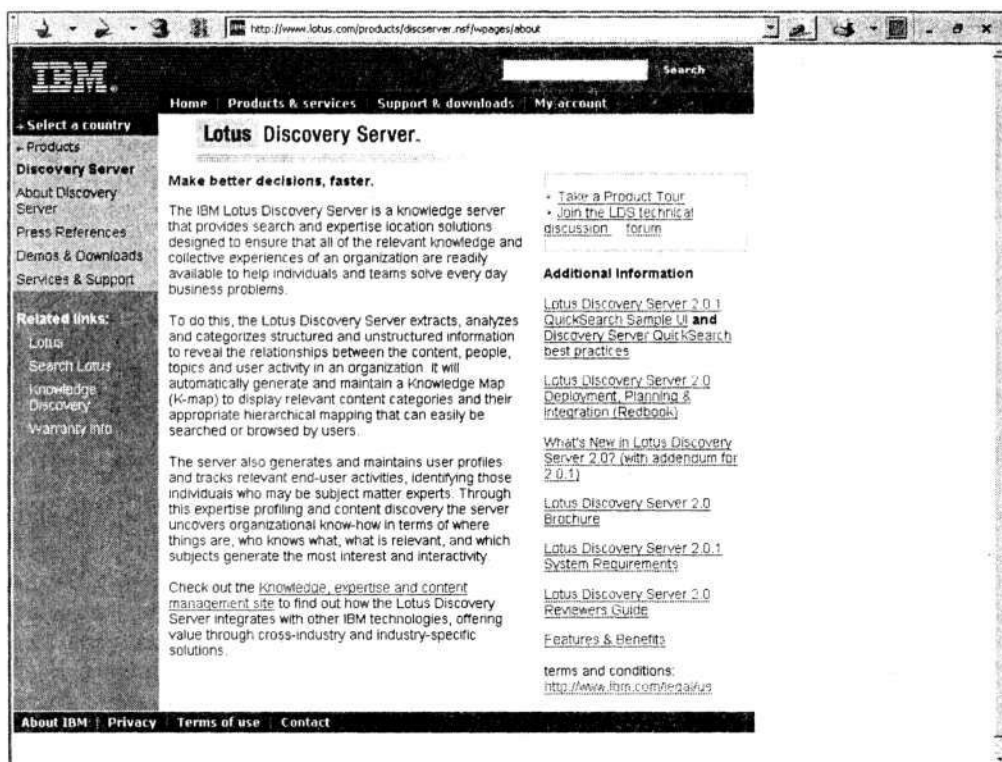 http://www.lotus.com/products/discserver.nsf/wpages/about
IBM.
Search
Home
Products & services
Support & downloads
My account
Select a country
Products
Discovery Server
About Discovery
Server
Press References
Demos & Downloads
Services & Support
Related links:
Lotus
Search Lotus
Knowledge
Discovery
Warranty Info
Lotus Discovery Server.
Make better decisions, faster.
The IBM Lotus Discovery Server is a knowledge server
that provides search and expertise location solutions
designed to ensure that all of the relevant knowledge and
collective experiences of an organization are readily
available to help individuals and teams solve every day
business problems.
To do this, the Lotus Discovery Server extracts, analyzes
and categorizes structured and unstructured information
to reveal the relationships between the content, people,
topics and user activity in an organization. It will
automatically generate and maintain a Knowledge Map
(K-map) to display relevant content categories and their
appropriate hierarchical mapping that can easily be
searched or browsed by users.
The server also generates and maintains user profiles
and tracks relevant end-user activities, identifying those
individuals who may be subject matter experts. Through
this expertise profiling and content discovery the server
uncovers organizational know-how in terms of where
things are, who knows what, what is relevant, and which
subjects generate the most interest and interactivity.
Check out the Knowledge, expertise and content
management site to find out how the Lotus Discovery
Server integrates with other IBM technologies, offering
value through cross-industry and industry-specific
solutions.
• Take a Product Tour
• Join the LDS technical
discussion forum
Additional Information
Lotus Discovery Server 2.0.1
QuickSearch Sample UI and
Discovery Server QuickSearch
best practices
Lotus Discovery Server 2.0
Deployment, Planning &
Integration (Redbook)
What's New in Lotus Discovery
Server 2.0? (with addendum for
2.0.1)
Lotus Discovery Server 2.0
Brochure
Lotus Discovery Server 2.0.1
System Requirements
Lotus Discovery Server 2.0
Reviewers Guide
Features & Benefits
terms and conditions:
http://www.ibm.com/legal/us
About IBM | Privacy | Terms of use | Contact